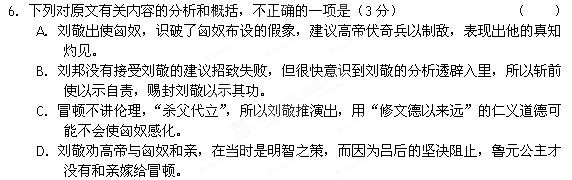 6. 下列对原文有关内容的分析和概括，不正确的一项是（3分） （ ）
A. 刘敬出使匈奴，识破了匈奴布设的假象，建议高帝伏奇兵以制敌，表现出他的真知
灼见。
B. 刘邦没有接受刘敬的建议招致失败，但很快意识到刘敬的分析透辟入里，所以斩前
使以示自责，赐封刘敬以示其功。
C. 冒顿不讲伦理，“杀父代立”，所以刘敬推演出，用“修文德以来远”的仁义道德可
能不会使匈奴感化。
D. 刘敬劝高帝与匈奴和亲，在当时是明智之策，而因为吕后的坚决阻止，鲁元公主才
没有和亲嫁给冒顿。